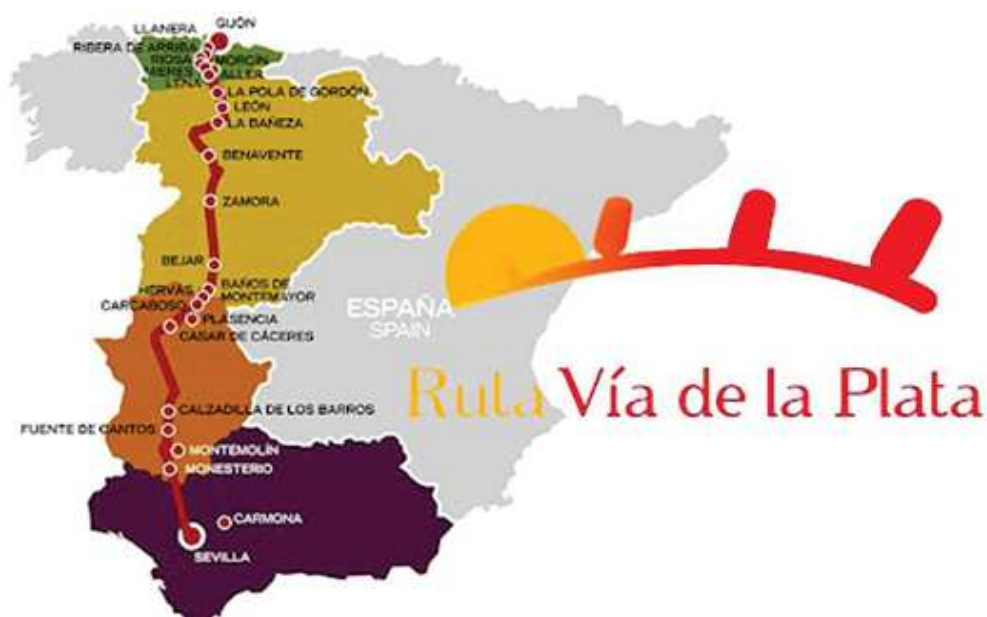 GIJÓN
LLANERA
RIBERA DE ARRIBA
RIOSA
MORCÍN
MIERES
ALLER
LENA
LA POLA DE GORDÓN
LEÓN
LA BAÑEZA
BENAVENTE
ZAMORA
BEJAR
HERVÁS
BAÑOS DE
MONTEMAYOR
CARCABOSO
PLASENCIA
CASAR DE CÁCERES
ESPAÑA
SPAIN
Ruta Vía de la Plata
CALZADILLA DE LOS BARROS
FUENTE DE CANTOS
MONTEMOLÍN
MONESTERIO
CARMONA
SEVILLA